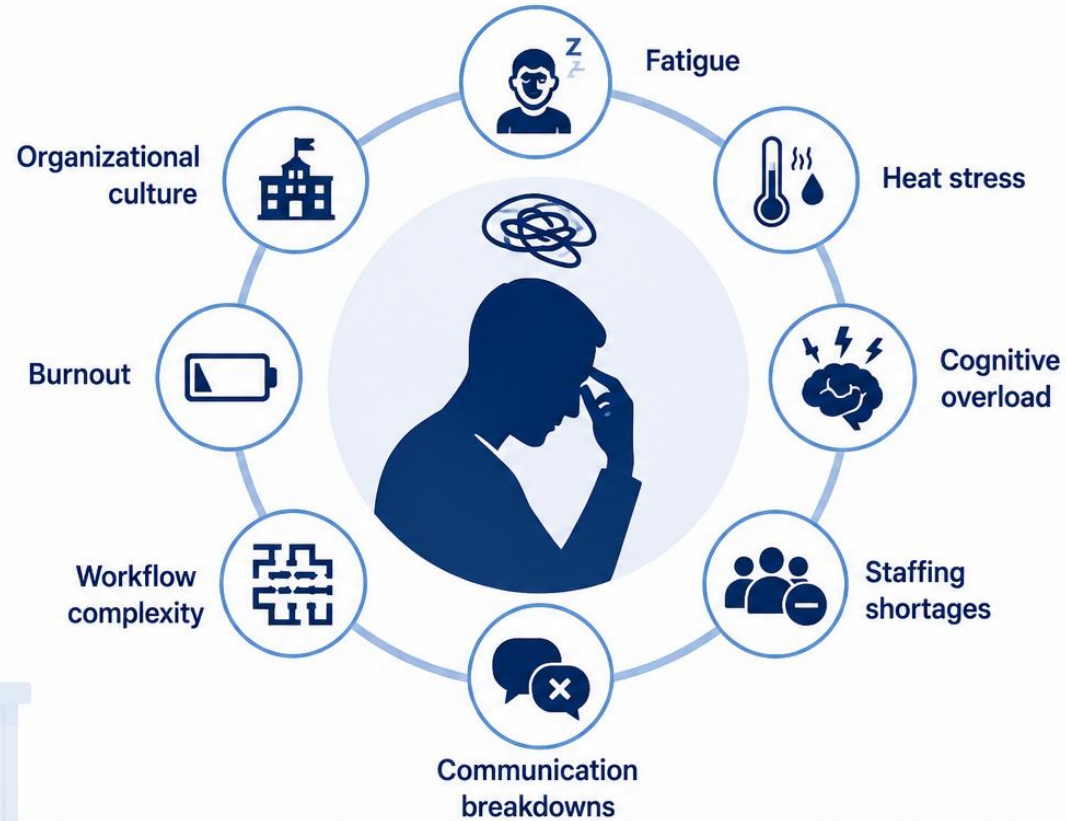 Z
Z
Fatigue
Heat stress
Cognitive
overload
Staffing
shortages
Communication
breakdowns
Workflow
complexity
Burnout
Organizational
culture